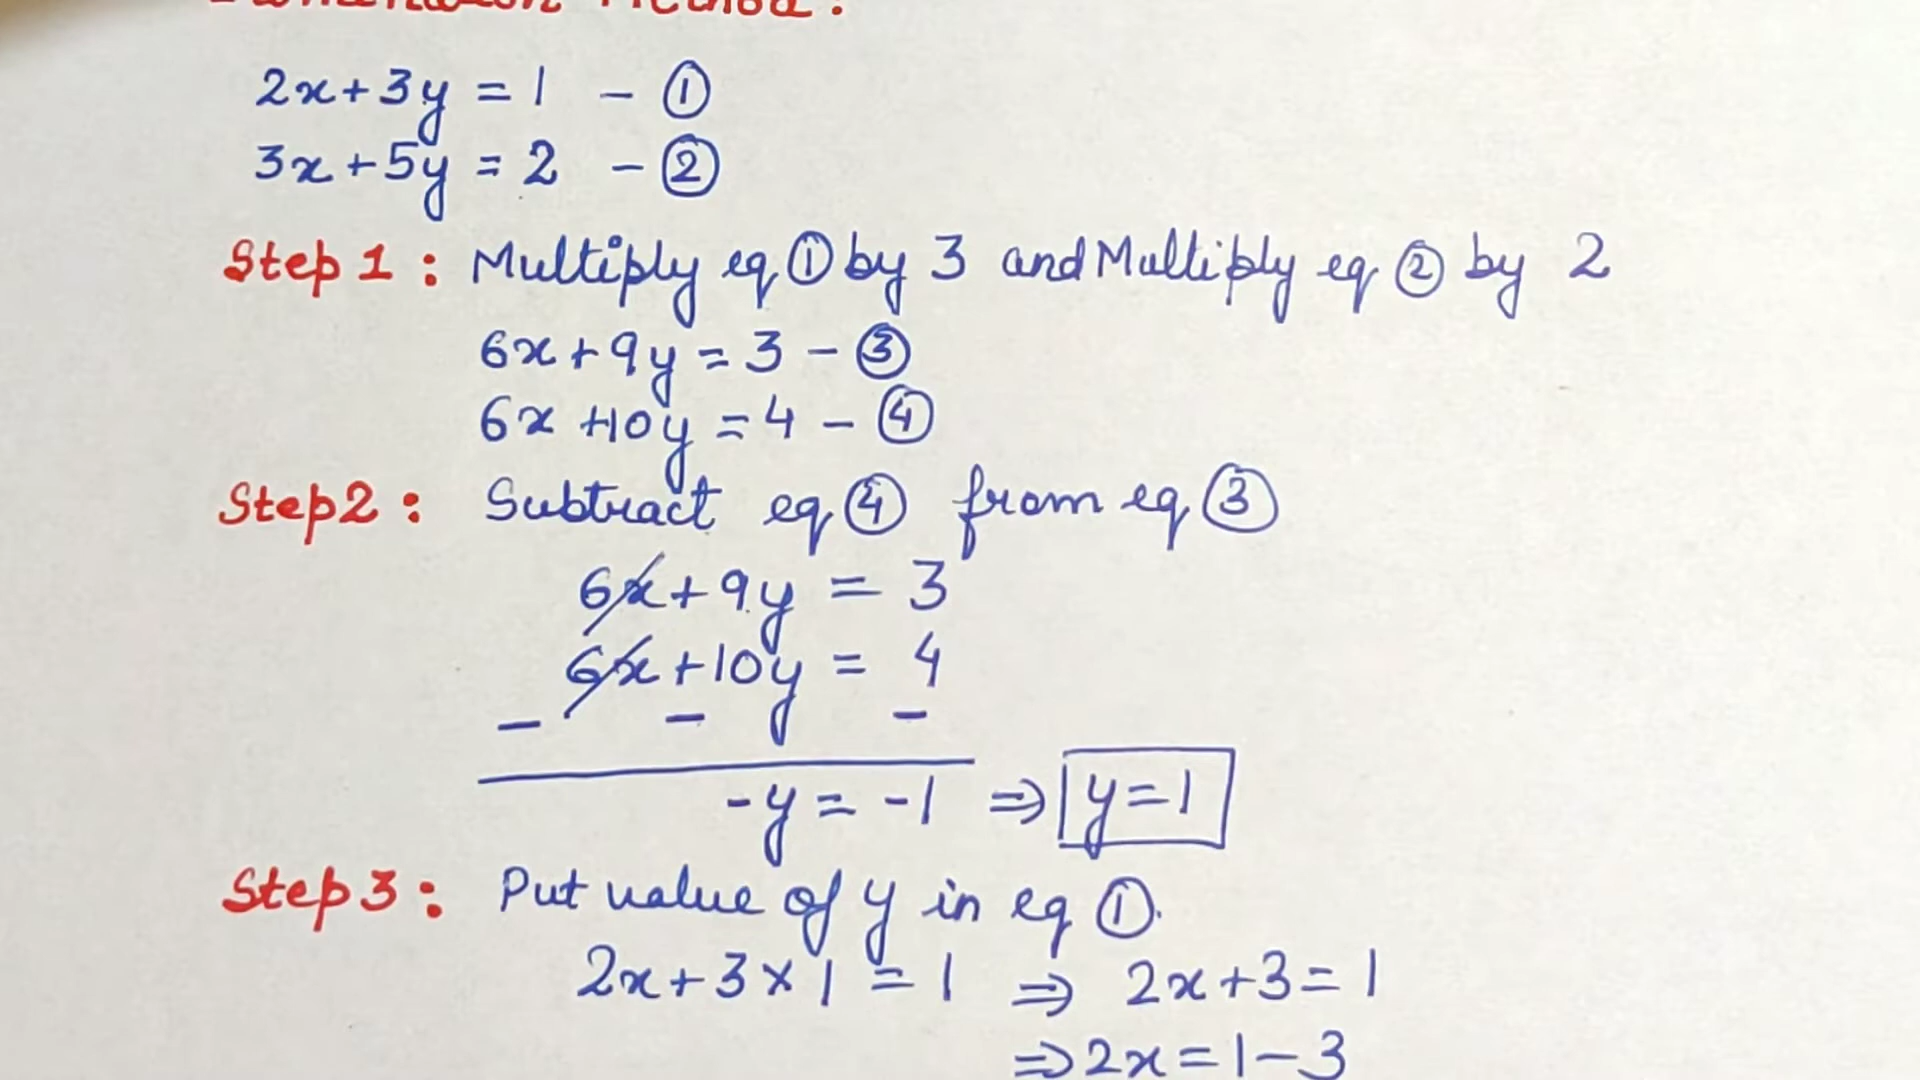 Method :
2x+3y = 1 - ①
3x+5y = 2 - ②
Step 1 : Multiply eq ① by 3 and Multiply eq ② by 2
6x+9y = 3 - ③
6x+10y = 4 - ④
Step 2 : Subtract eq ④ from eq ③
6x+9y = 3
6x+10y = 4
- - -
-y = -1 ⇒ y=1
Step 3 : Put value of y in eq ①.
2x+3×1 = 1 ⇒ 2x+3=1
⇒ 2x=1-3